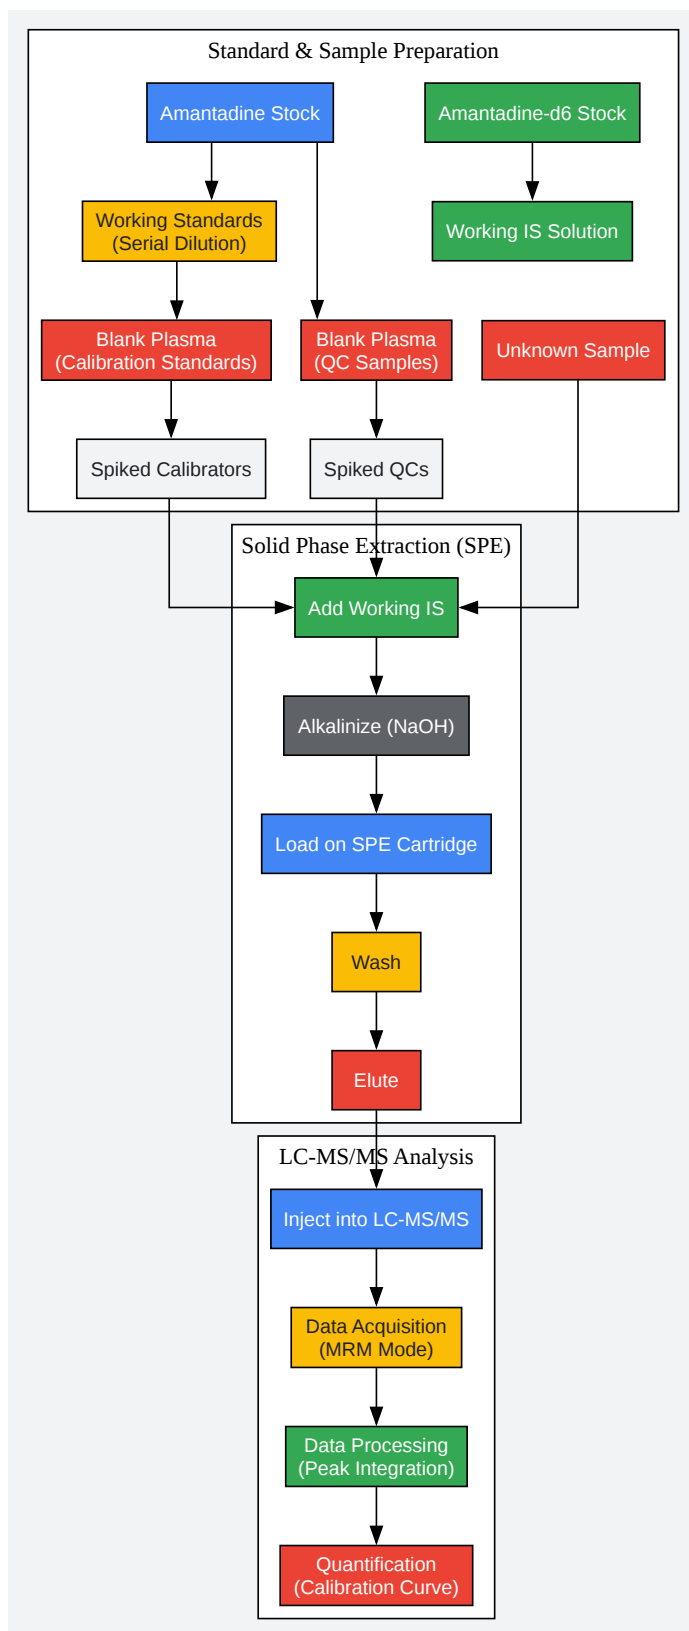 Standard & Sample Preparation
Amantadine Stock
Amantadine-d6 Stock
Working Standards
(Serial Dilution)
Working IS Solution
Blank Plasma
(Calibration Standards)
Blank Plasma
(QC Samples)
Unknown Sample
Spiked Calibrators
Spiked QCs
Solid Phase Extraction (SPE)
Add Working IS
Alkalinize (NaOH)
Load on SPE Cartridge
Wash
Elute
LC-MS/MS Analysis
Inject into LC-MS/MS
Data Acquisition
(MRM Mode)
Data Processing
(Peak Integration)
Quantification
(Calibration Curve)